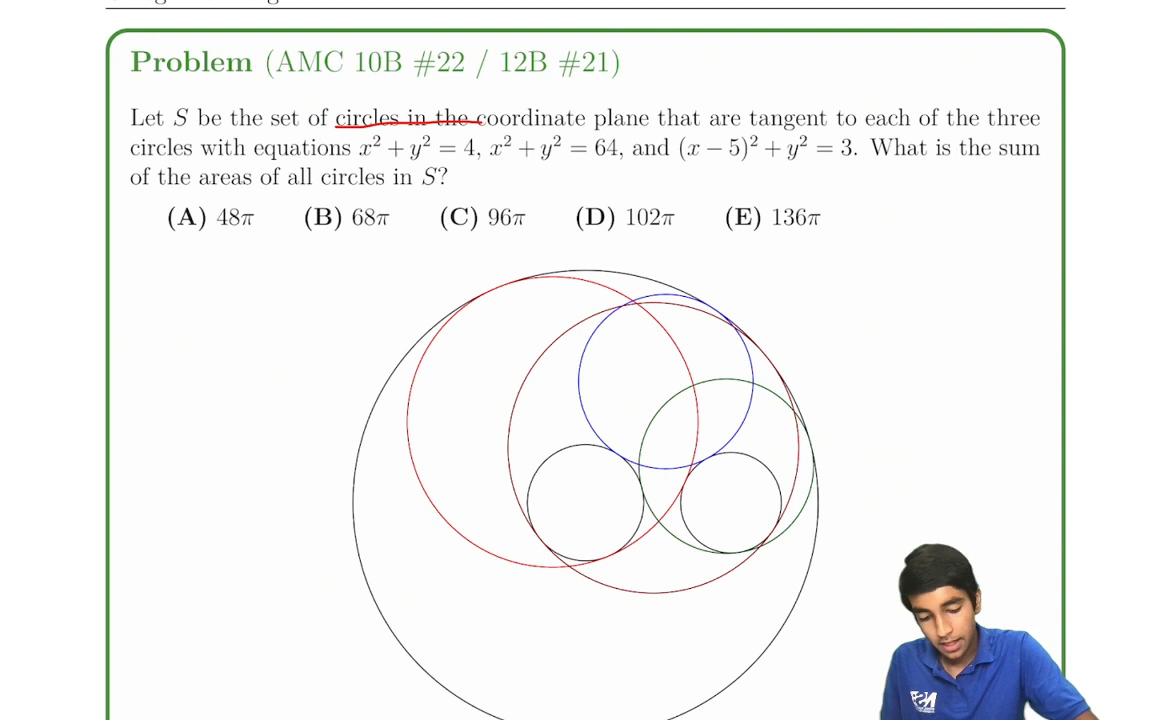 Problem (AMC 10B #22 / 12B #21)
Let S be the set of circles in the coordinate plane that are tangent to each of the three
circles with equations x² + y² = 4, x² + y² = 64, and (x − 5)² + y² = 3. What is the sum
of the areas of all circles in S?
(A) 48π (B) 68π (C) 96π (D) 102π (E) 136π